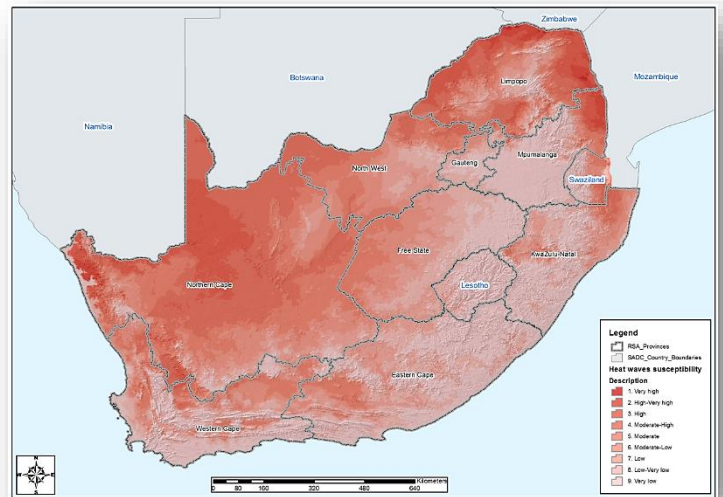 Zimbabwe
Limpopo
Botswana
Mozambique
Namibia
North West
Gauteng
Mpumalanga
Swaziland
Free State
KwaZulu-Natal
Northern Cape
Lesotho
Eastern Cape
Western Cape
Legend
RSA_Provinces
SADC_Country_Boundaries
Heat waves susceptibility
Description
1. Very high
2. High-Very high
3. High
4. Moderate-High
5. Moderate
6. Moderate-Low
7. Low
8. Low-Very low
9. Very low
N
W E
S
Kilometers
0 80 160 320 480 640